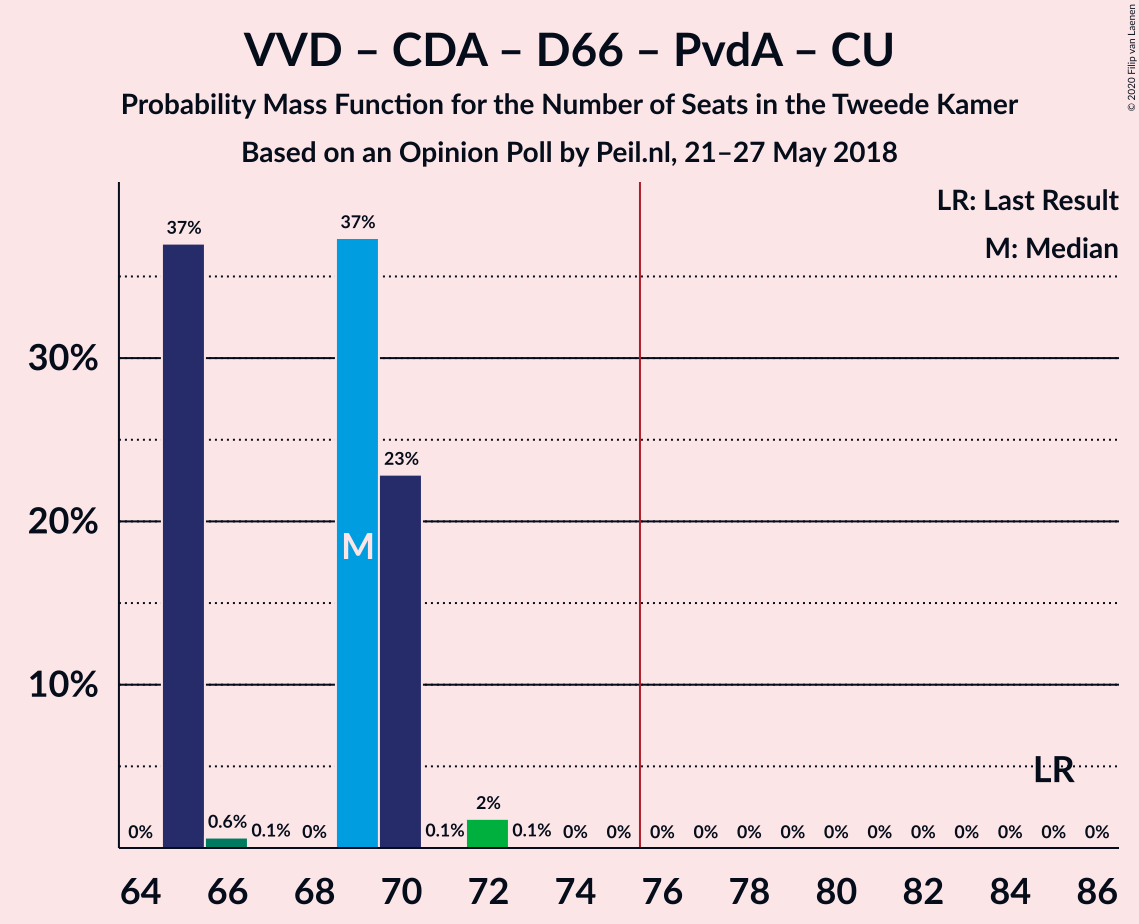 VVD – CDA – D66 – PvdA – CU
Probability Mass Function for the Number of Seats in the Tweede Kamer
Based on an Opinion Poll by Peil.nl, 21–27 May 2018
© 2020 Filip van Laenen
LR: Last Result
M: Median
37% 37%
30%
23%
20%
M
10%
LR
0% 0.6% 0.1% 0% 0.1% 2% 0.1% 0% 0% 0% 0% 0% 0% 0% 0% 0% 0% 0% 0% 0%
64 66 68 70 72 74 76 78 80 82 84 86